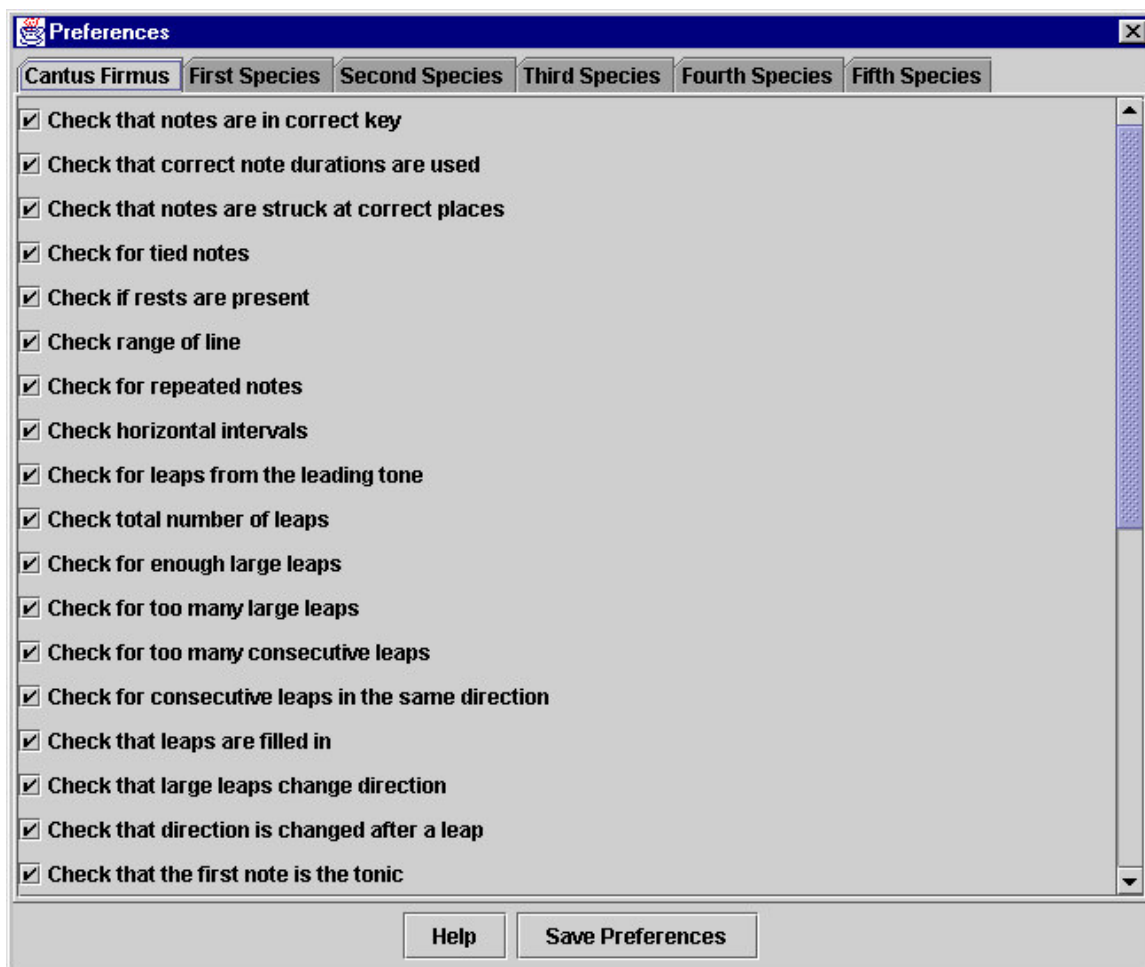 Preferences
Cantus Firmus First Species Second Species Third Species Fourth Species Fifth Species
Check that notes are in correct key
Check that correct note durations are used
Check that notes are struck at correct places
Check for tied notes
Check if rests are present
Check range of line
Check for repeated notes
Check horizontal intervals
Check for leaps from the leading tone
Check total number of leaps
Check for enough large leaps
Check for too many large leaps
Check for too many consecutive leaps
Check for consecutive leaps in the same direction
Check that leaps are filled in
Check that large leaps change direction
Check that direction is changed after a leap
Check that the first note is the tonic
Help Save Preferences